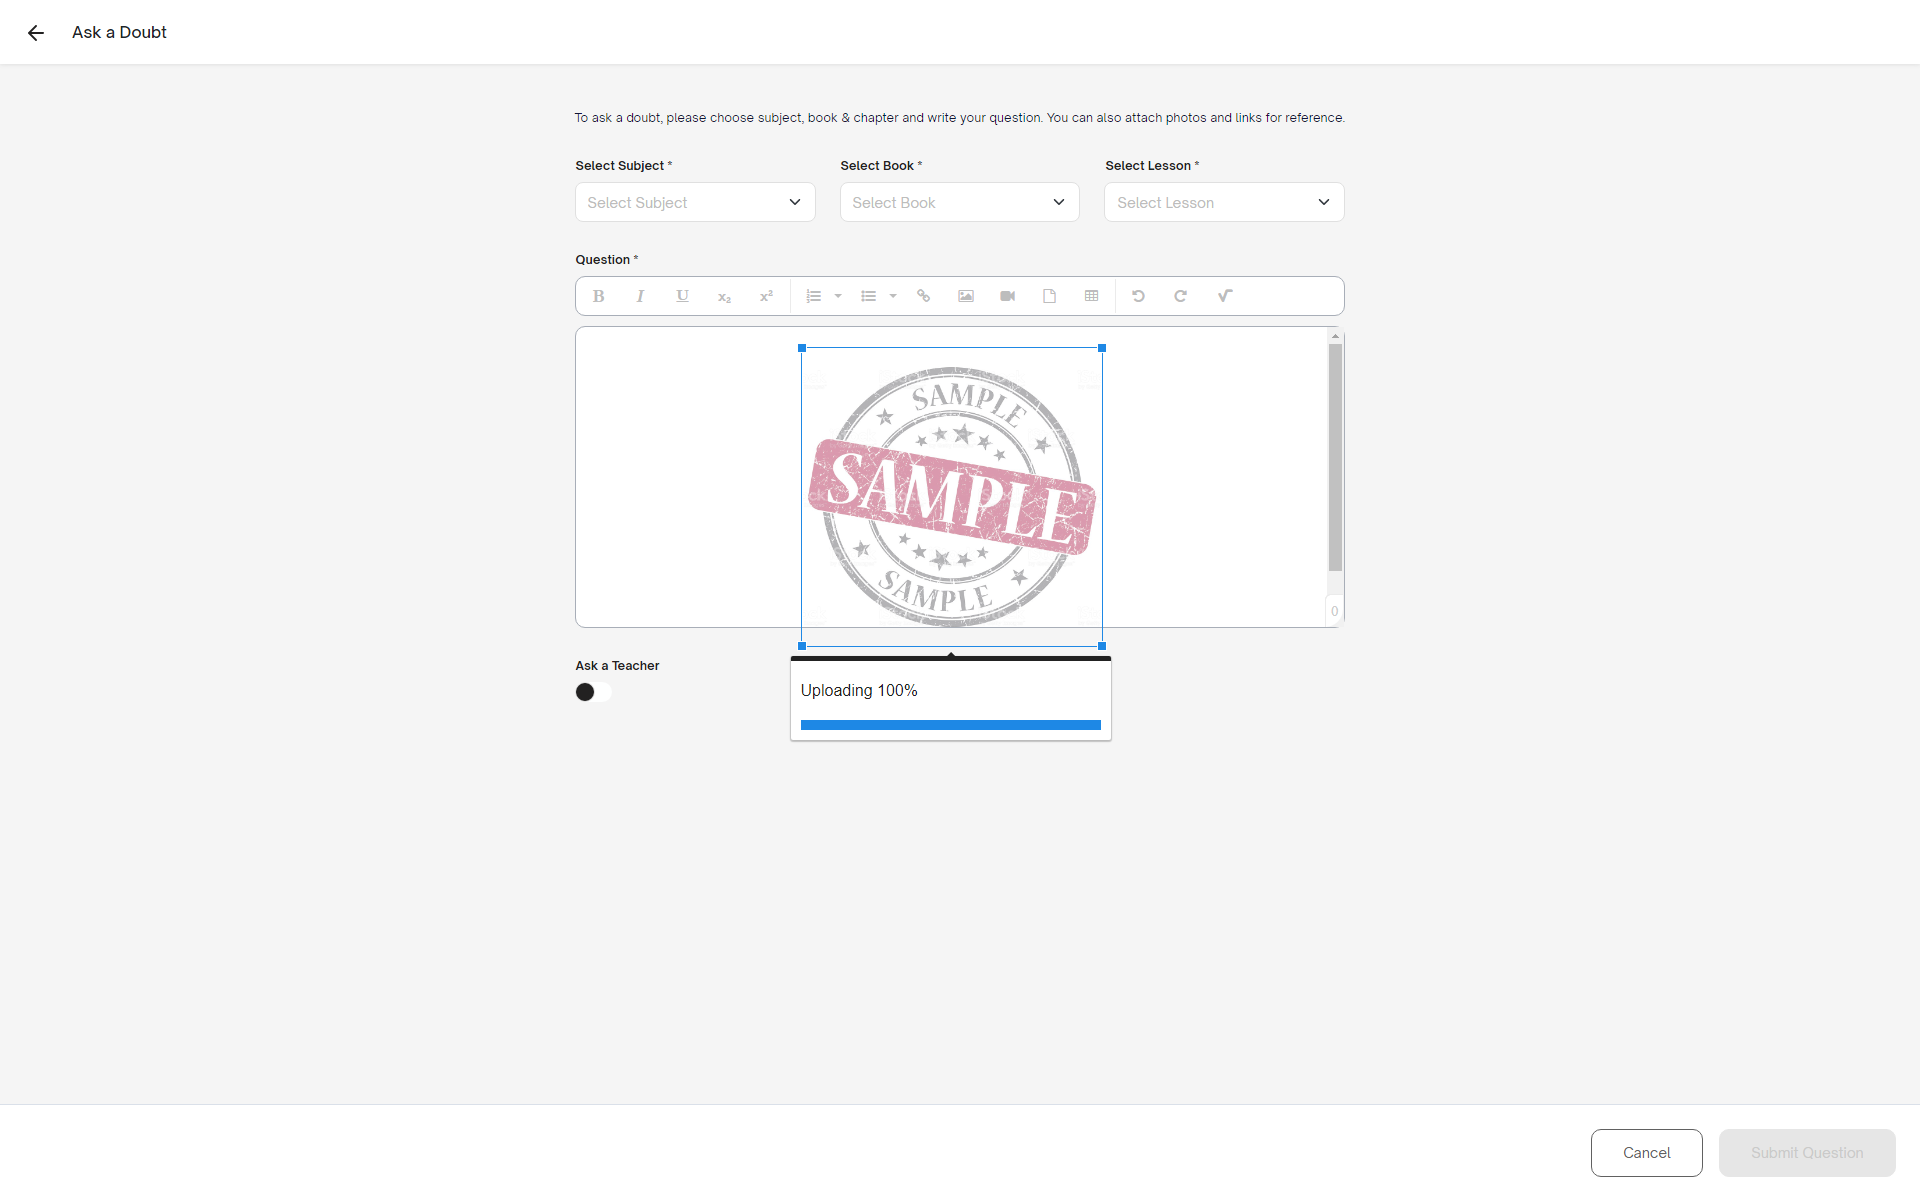 Ask a Doubt
To ask a doubt, please choose subject, book & chapter and write your question. You can also attach photos and links for reference.
Select Subject * Select Book * Select Lesson *
Select Subject Select Book Select Lesson
Question *
B I U x₂ x²
SAMPLE
SAMPLE
SAMPLE
0
Ask a Teacher
Uploading 100%
Cancel Submit Question